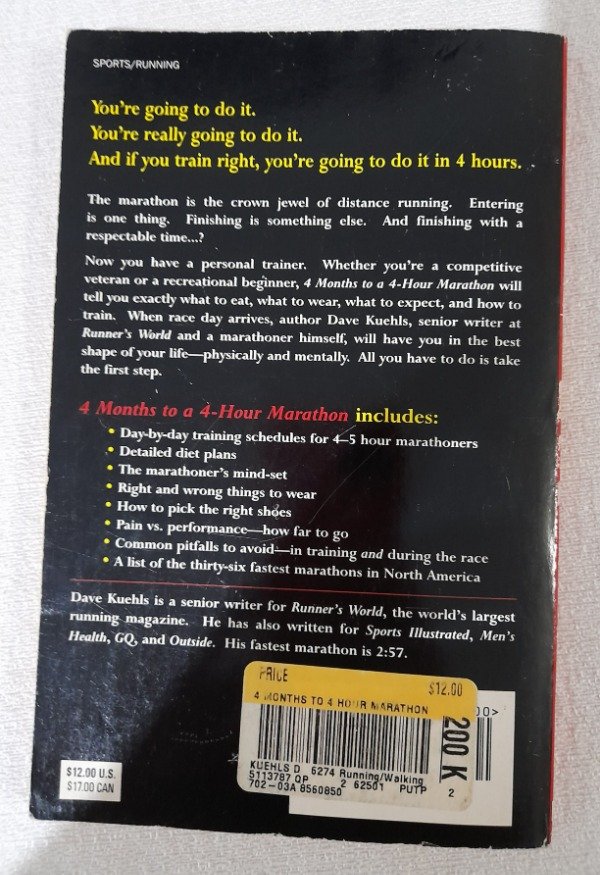 SPORTS/RUNNING
You're going to do it.
You're really going to do it.
And if you train right, you're going to do it in 4 hours.
The marathon is the crown jewel of distance running. Entering
is one thing. Finishing is something else. And finishing with a
respectable time...?
Now you have a personal trainer. Whether you're a competitive
veteran or a recreational beginner, 4 Months to a 4-Hour Marathon will
tell you exactly what to eat, what to wear, what to expect, and how to
train. When race day arrives, author Dave Kuehls, senior writer at
Runner's World and a marathoner himself, will have you in the best
shape of your life—physically and mentally. All you have to do is take
the first step.
4 Months to a 4-Hour Marathon includes:
• Day-by-day training schedules for 4–5 hour marathoners
• Detailed diet plans
• The marathoner's mind-set
• Right and wrong things to wear
• How to pick the right shoes
• Pain vs. performance—how far to go
• Common pitfalls to avoid—in training and during the race
• A list of the thirty-six fastest marathons in North America
Dave Kuehls is a senior writer for Runner's World, the world's largest
running magazine. He has also written for Sports Illustrated, Men's
Health, GQ, and Outside. His fastest marathon is 2:57.
PRICE $12.00
4 MONTHS TO 4 HOUR MARATHON
00>
200 K
KUEHLS D 6274 Running/Walking
5113787 QP 2 62501 PUTP 2
702-03A 8560850
$12.00 U.S.
$17.00 CAN